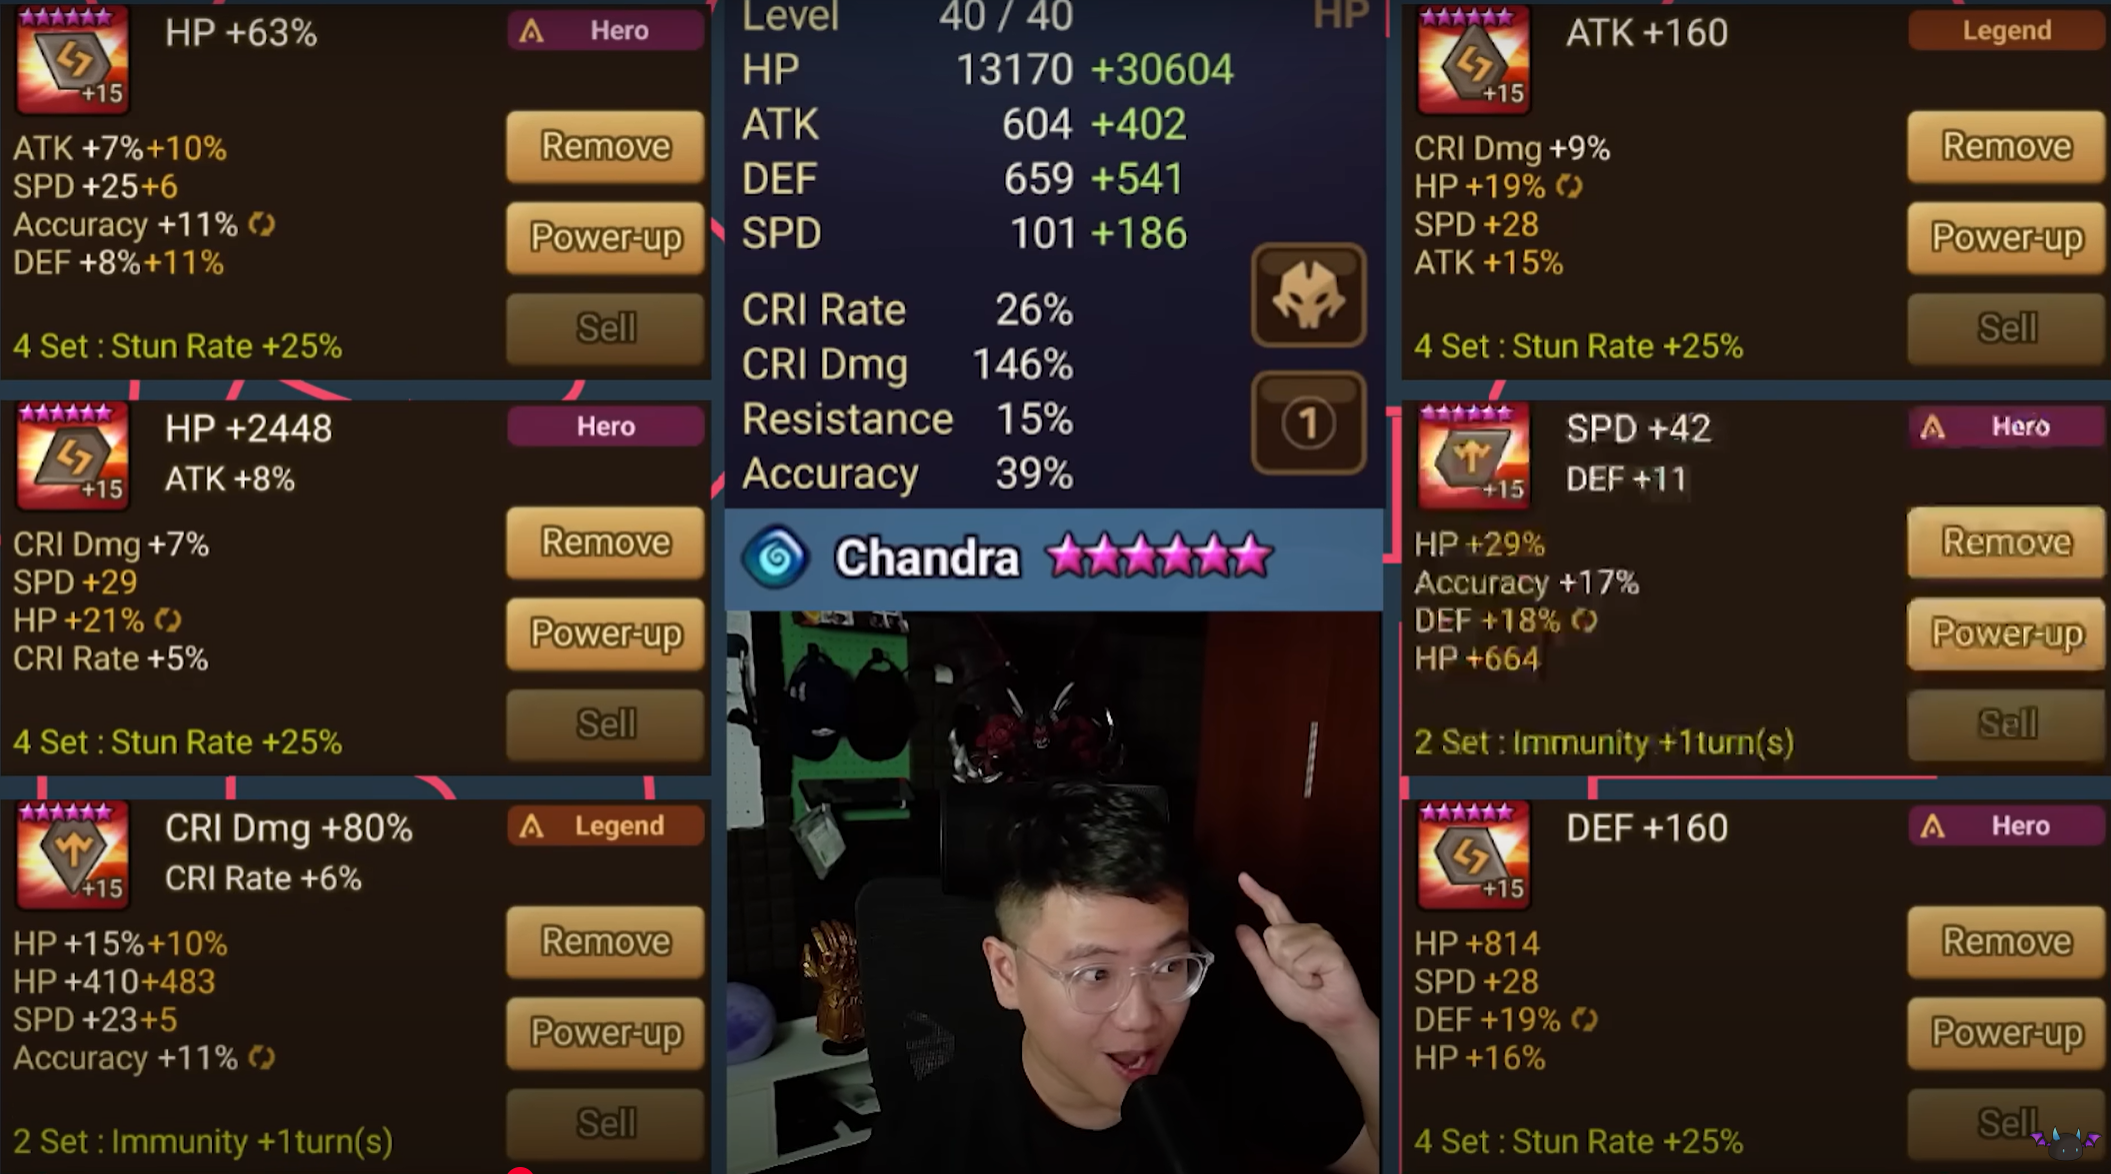 HP +63%
Hero
+15
ATK +7%+10%
SPD +25+6
Accuracy +11%
DEF +8%+11%
Remove
Power-up
Sell
4 Set : Stun Rate +25%
HP +2448
Hero
ATK +8%
+15
CRI Dmg +7%
SPD +29
HP +21%
CRI Rate +5%
Remove
Power-up
Sell
4 Set : Stun Rate +25%
CRI Dmg +80%
Legend
CRI Rate +6%
+15
HP +15%+10%
HP +410+483
SPD +23+5
Accuracy +11%
Remove
Power-up
Sell
2 Set : Immunity +1turn(s)
Level 40 / 40
HP
HP 13170 +30604
ATK 604 +402
DEF 659 +541
SPD 101 +186
CRI Rate 26%
CRI Dmg 146%
Resistance 15%
Accuracy 39%
1
Chandra
ATK +160
Legend
+15
CRI Dmg +9%
HP +19%
SPD +28
ATK +15%
Remove
Power-up
Sell
4 Set : Stun Rate +25%
SPD +42
Hero
DEF +11
+15
HP +29%
Accuracy +17%
DEF +18%
HP +664
Remove
Power-up
Sell
2 Set : Immunity +1turn(s)
DEF +160
Hero
+15
HP +814
SPD +28
DEF +19%
HP +16%
Remove
Power-up
Sell
4 Set : Stun Rate +25%